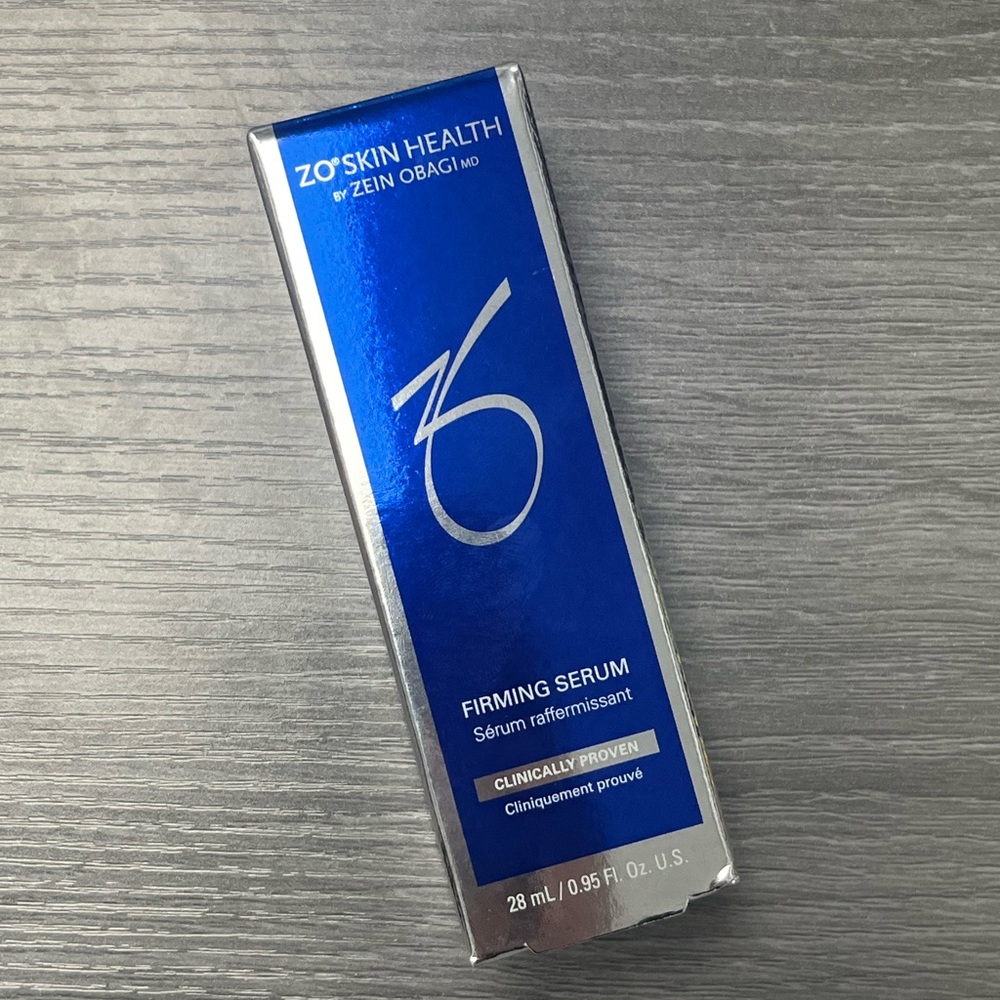 ZO® SKIN HEALTH
BY ZEIN OBAGI MD
FIRMING SERUM
Sérum raffermissant
CLINICALLY PROVEN
Cliniquement prouvé
28 mL / 0.95 Fl. Oz. U.S.